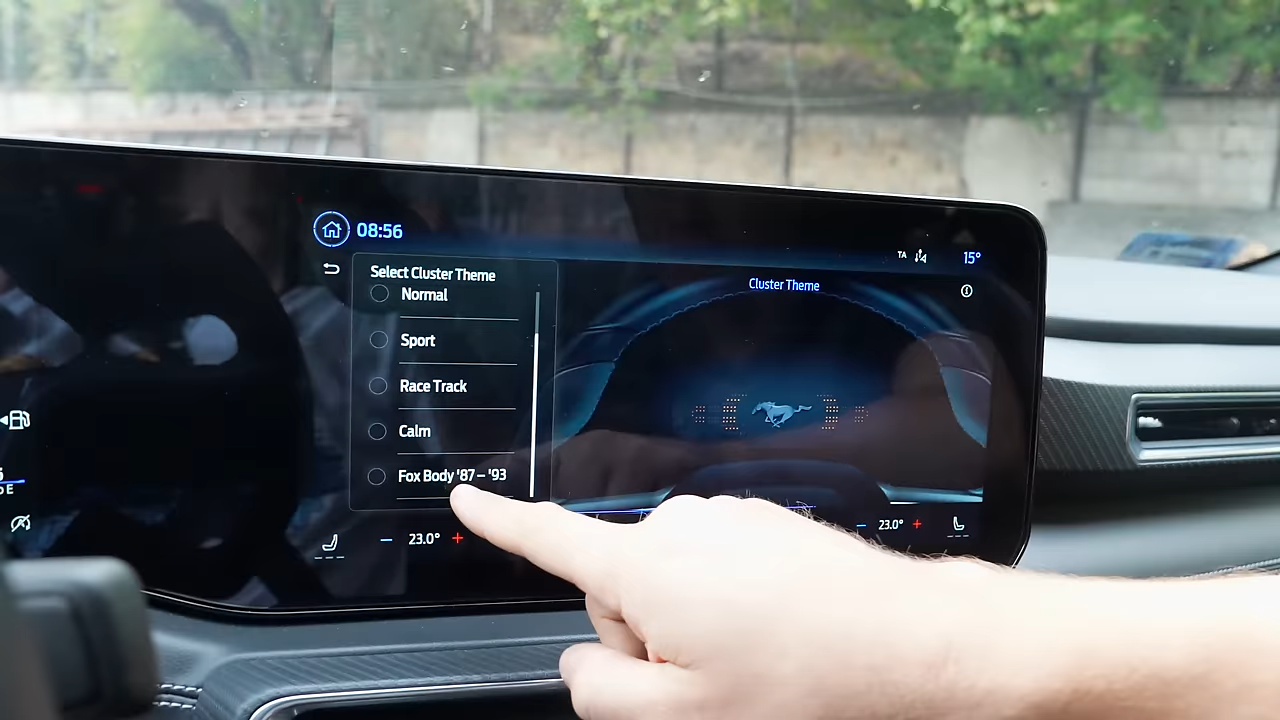 08:56
TA
15°
Select Cluster Theme
Cluster Theme
Normal
Sport
Race Track
Calm
Fox Body '87 – '93
23.0°
23.0°